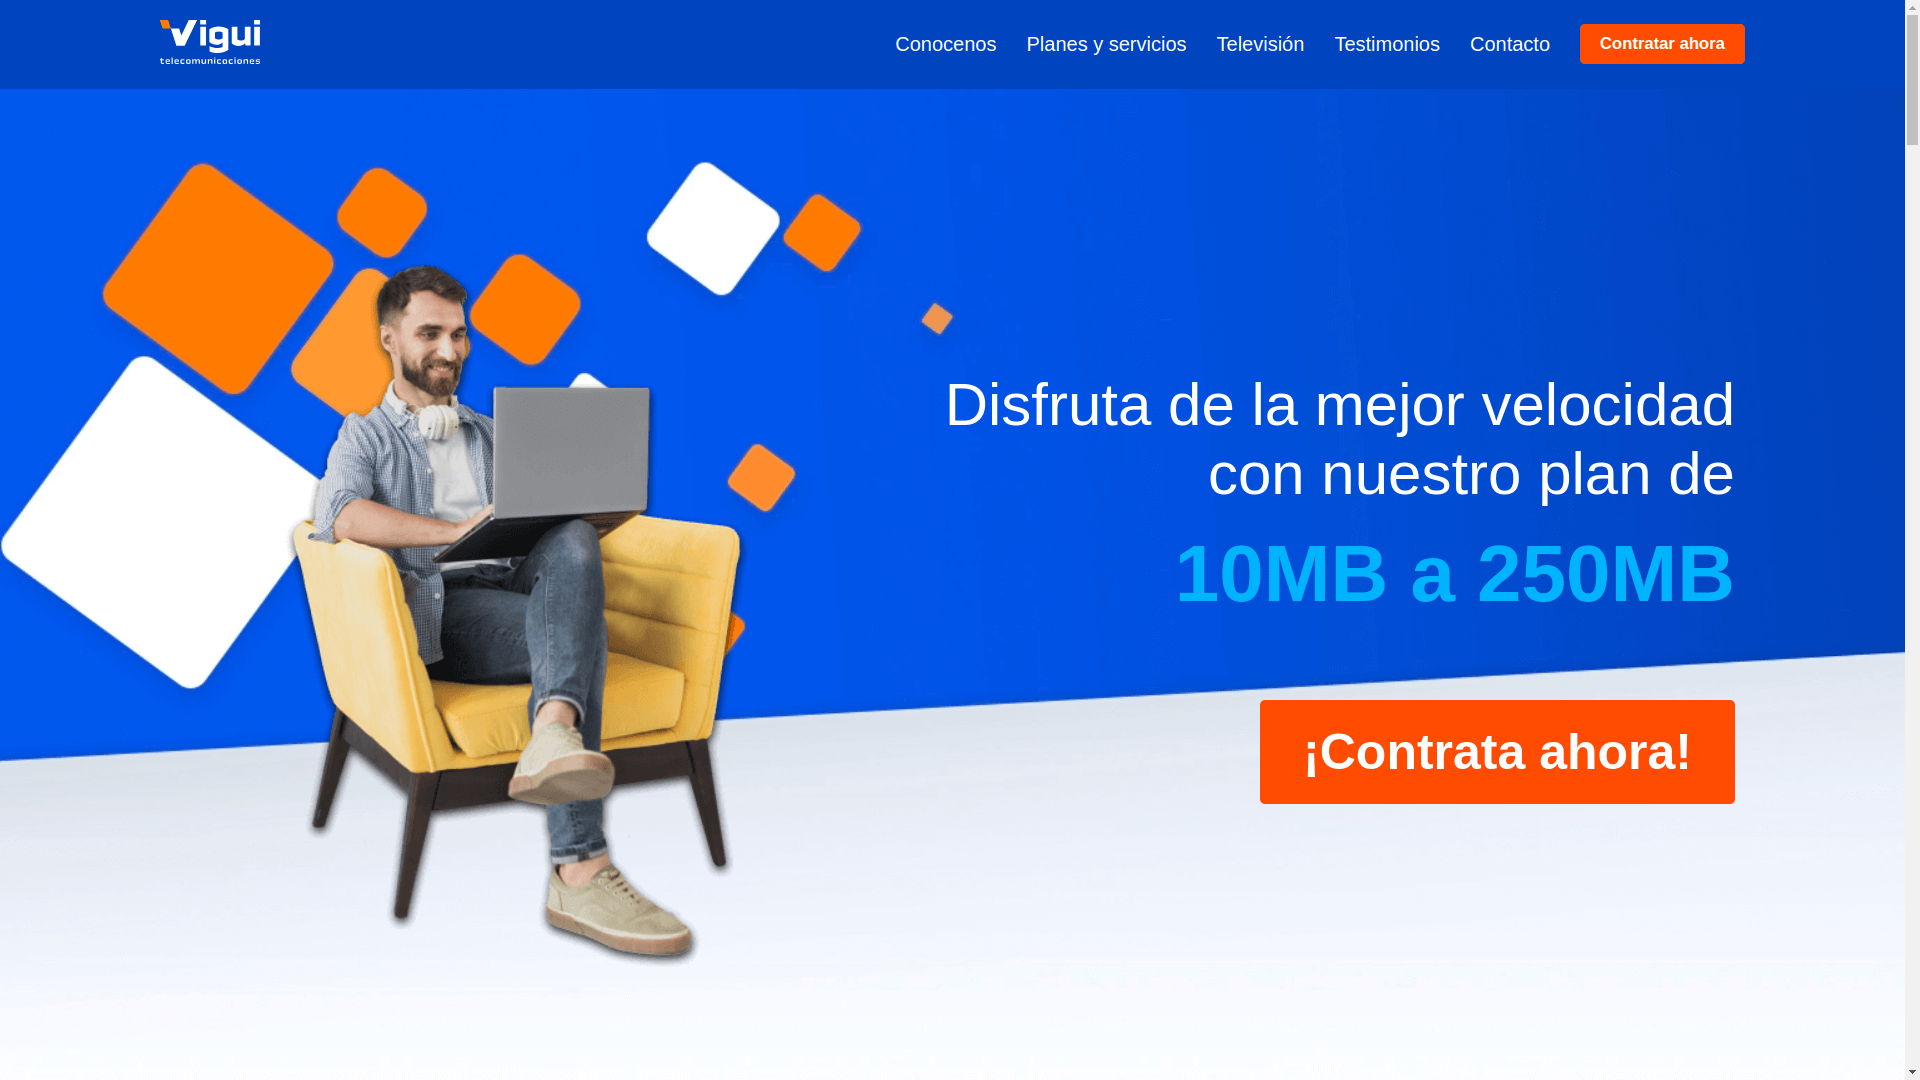 Vigui
telecomunicaciones
Conocenos
Planes y servicios
Televisión
Testimonios
Contacto
Contratar ahora
Disfruta de la mejor velocidad
con nuestro plan de
10MB a 250MB
¡Contrata ahora!